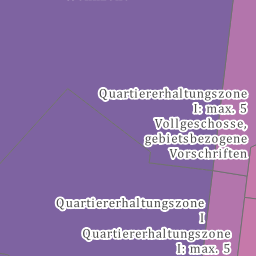 Quartiererhaltungszone
I: max. 5
Vollgeschosse,
gebietsbezogene
Vorschriften
Quartiererhaltungszone
I
Quartiererhaltungszone
I: max. 5